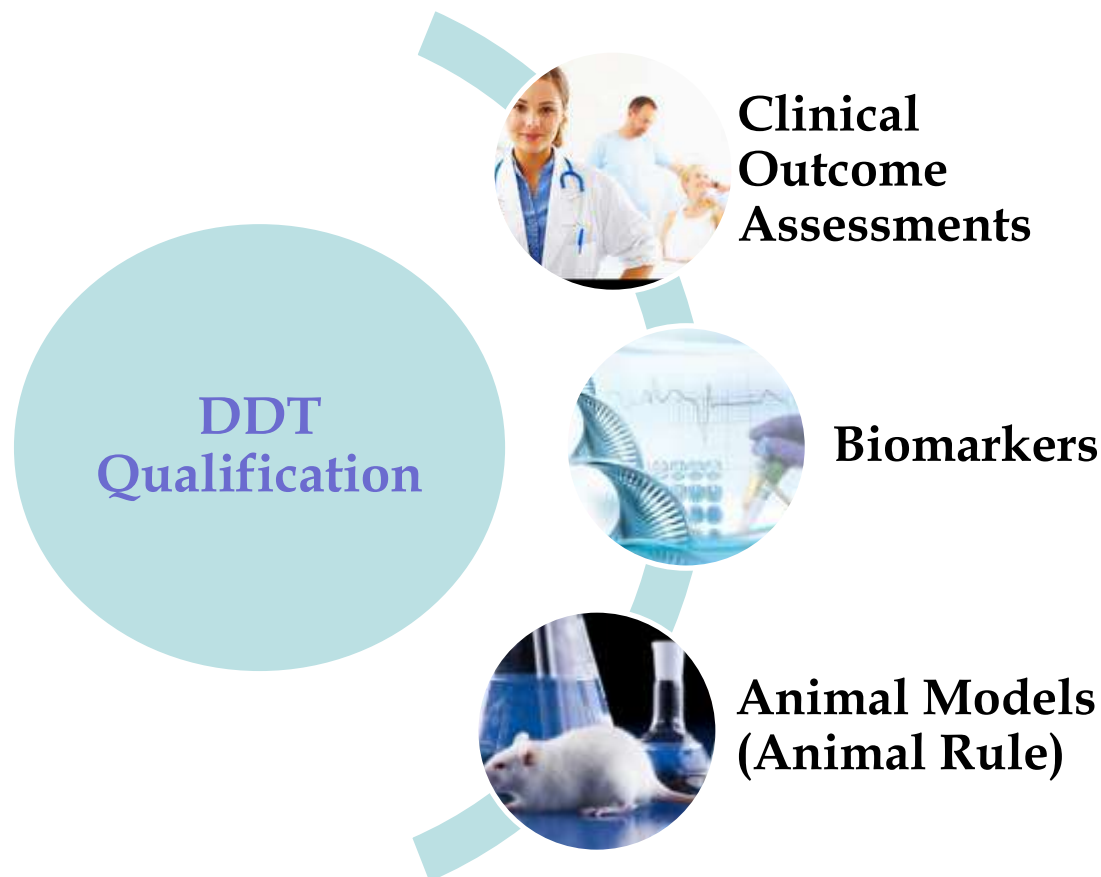 DDT
Qualification
Clinical
Outcome
Assessments
Biomarkers
Animal Models
(Animal Rule)